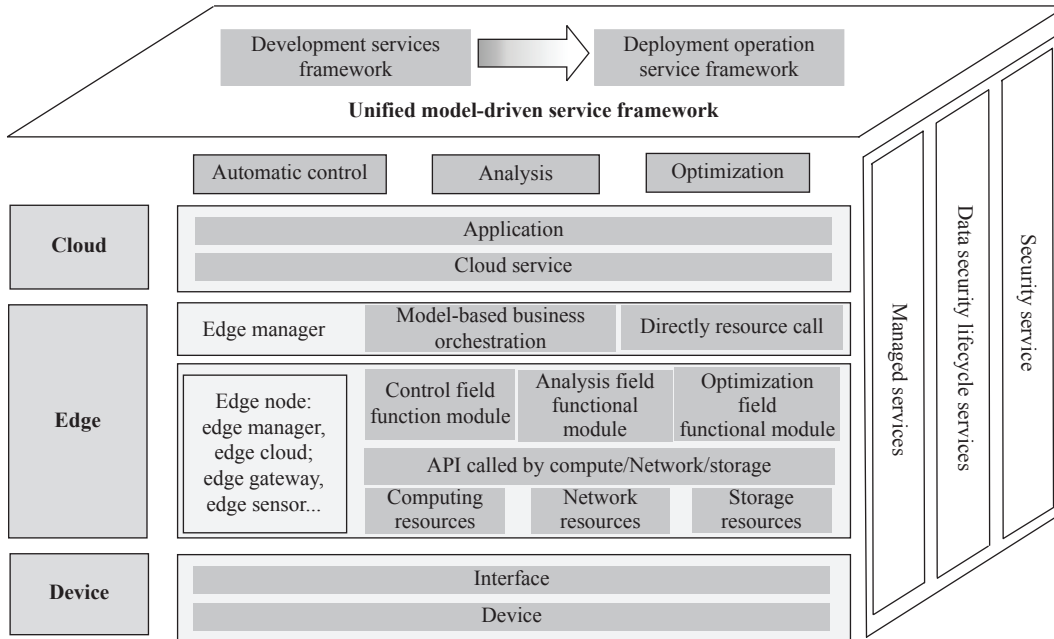 Development services
framework
Deployment operation
service framework
Unified model-driven service framework
Automatic control
Analysis
Optimization
Cloud
Application
Cloud service
Edge
Edge manager
Model-based business
orchestration
Directly resource call
Edge node:
edge manager,
edge cloud;
edge gateway,
edge sensor...
Control field
function module
Analysis field
functional
module
Optimization
field
functional module
API called by compute/Network/storage
Computing
resources
Network
resources
Storage
resources
Device
Interface
Device
Managed services
Data security lifecycle services
Security service